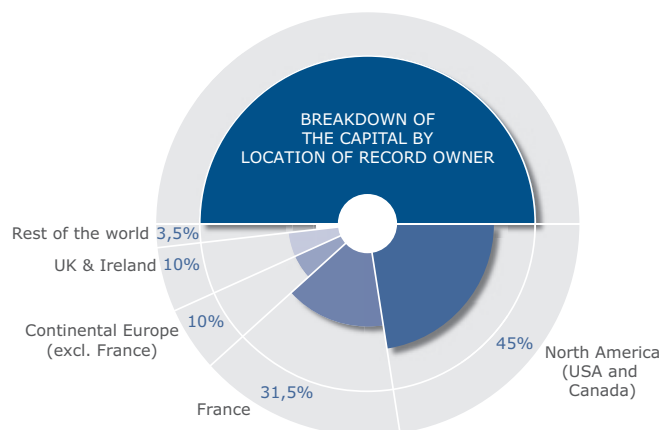 BREAKDOWN OF
THE CAPITAL BY
LOCATION OF RECORD OWNER
Rest of the world 3,5%
UK & Ireland 10%
Continental Europe
(excl. France)
10%
France
31,5%
45%
North America
(USA and
Canada)